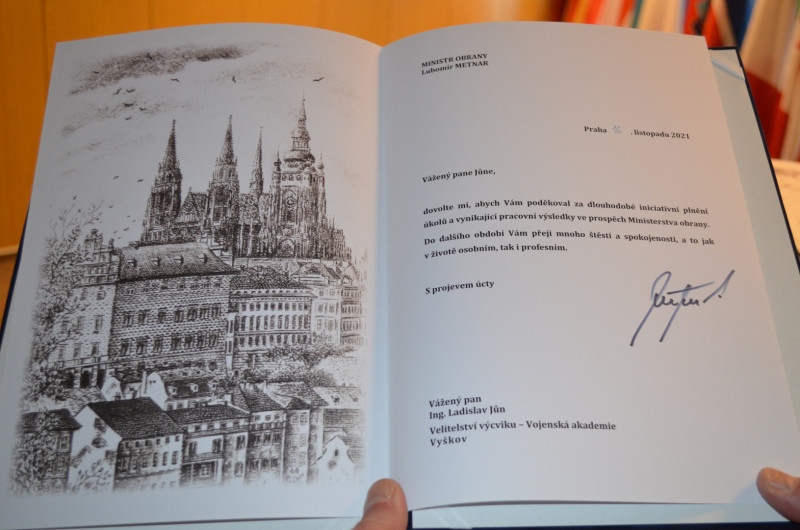 MINISTR OBRANY
Lubomír METNAR
Praha . listopadu 2021
Vážený pane Jůne,
dovolte mi, abych Vám poděkoval za dlouhodobé iniciativní plnění
úkolů a vynikající pracovní výsledky ve prospěch Ministerstva obrany.
Do dalšího období Vám přeji mnoho štěstí a spokojenosti, a to jak
v životě osobním, tak i profesním.
S projevem úcty
Vážený pan
Ing. Ladislav Jůn
Velitelství výcviku – Vojenská akademie
Vyškov